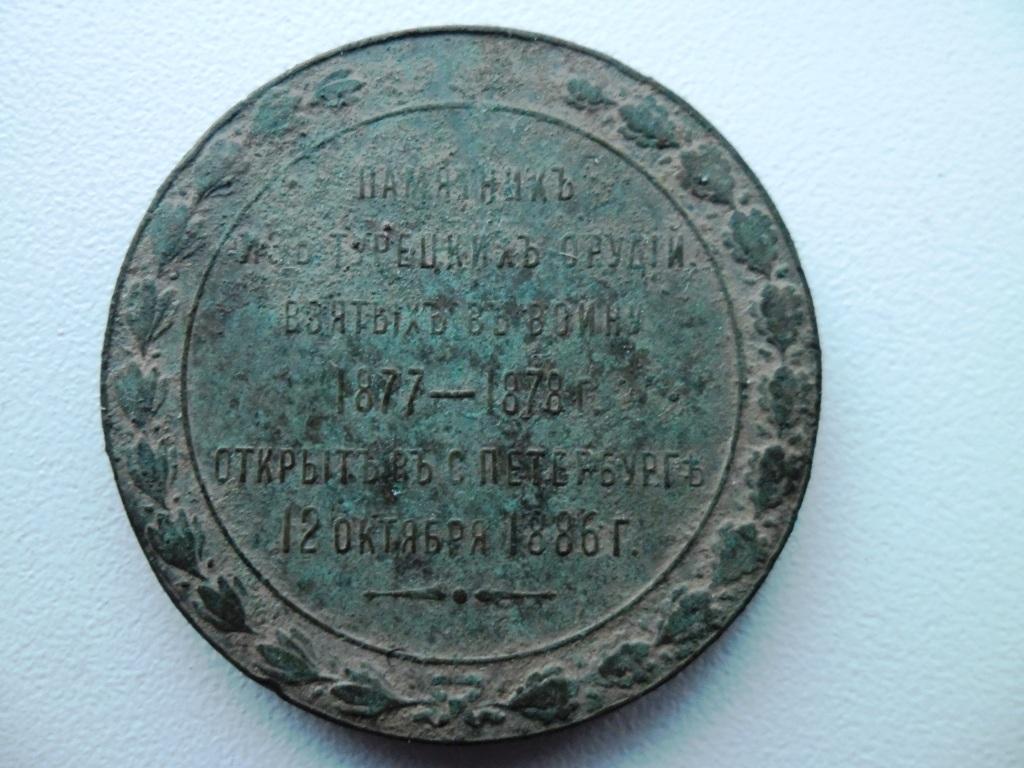 ПАМЯТНИКЪ
ИЗЪ ТУРЕЦКИХЪ ОРУДІЙ.
ВЗЯТЫХЪ ВЪ ВОЙНУ
1877—1878 г.
ОТКРЫТЪ ВЪ С ПЕТЕРБУРГѢ
12 ОКТЯБРЯ 1886 Г.